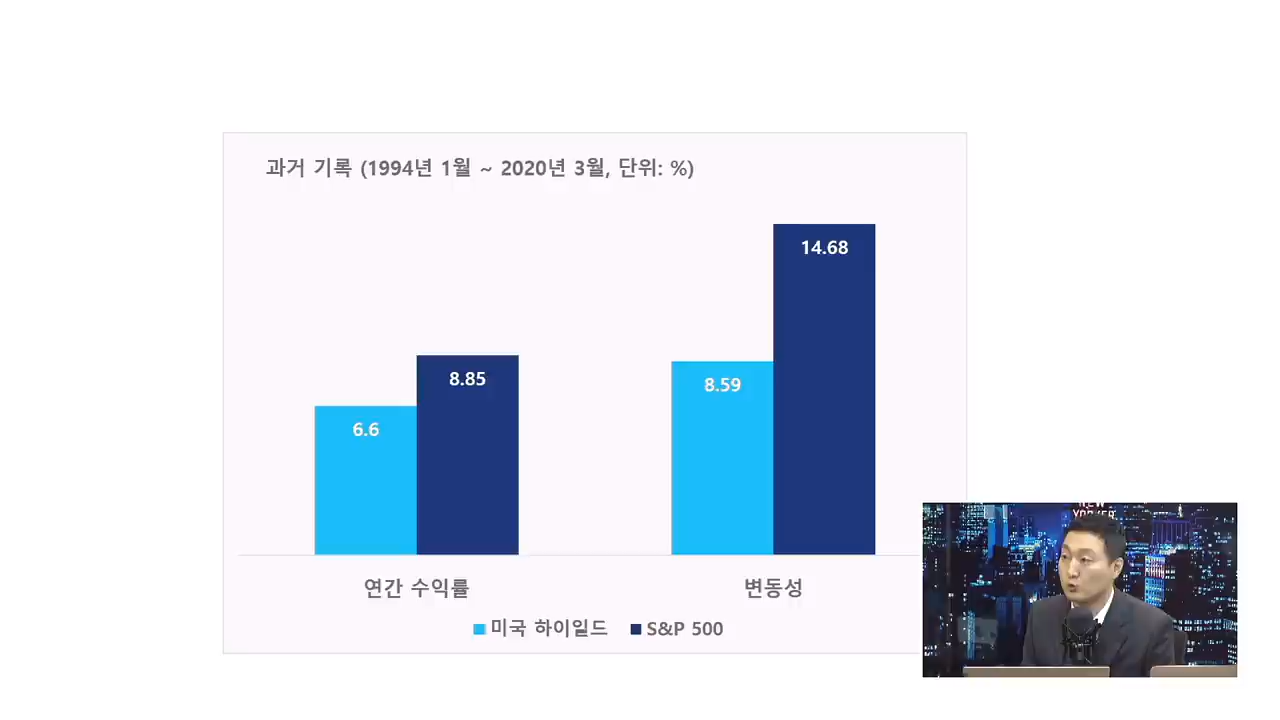 과거 기록 (1994년 1월 ~ 2020년 3월, 단위: %)
14.68
8.85
8.59
6.6
연간 수익률 변동성
미국 하이일드 S&P 500
NEW
YORKER